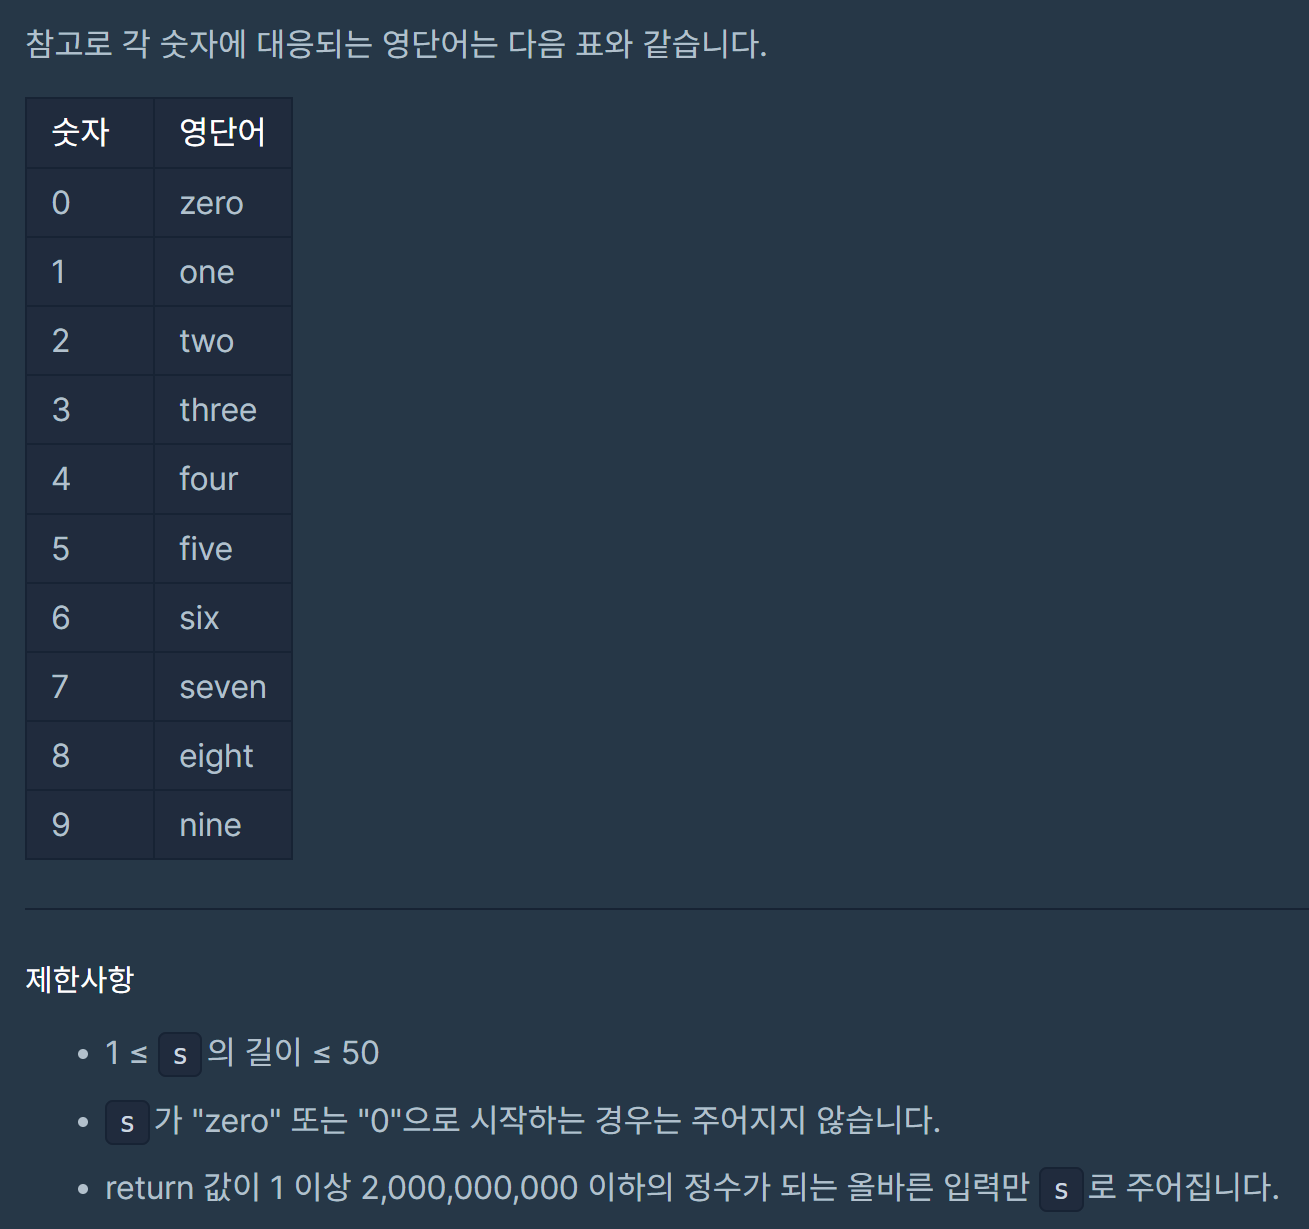 참고로 각 숫자에 대응되는 영단어는 다음 표와 같습니다.
숫자 영단어
0 zero
1 one
2 two
3 three
4 four
5 five
6 six
7 seven
8 eight
9 nine
제한사항
• 1 ≤ s 의 길이 ≤ 50
• s 가 "zero" 또는 "0"으로 시작하는 경우는 주어지지 않습니다.
• return 값이 1 이상 2,000,000,000 이하의 정수가 되는 올바른 입력만 s 로 주어집니다.